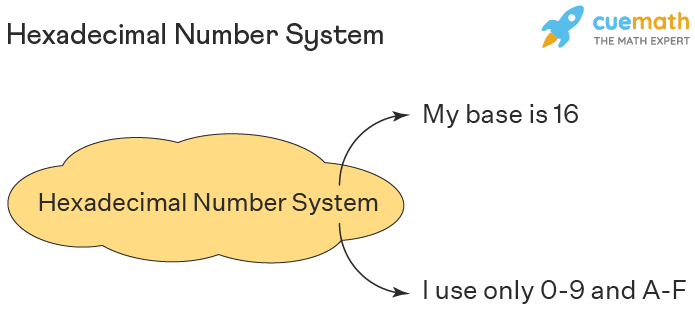 Hexadecimal Number System
cuemath
THE MATH EXPERT
My base is 16
Hexadecimal Number System
I use only 0-9 and A-F